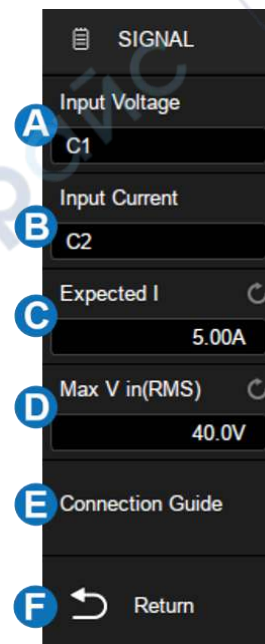 SIGNAL
A
Input Voltage
C1
B
Input Current
C2
C
Expected I
5.00A
D
Max V in(RMS)
40.0V
E
Connection Guide
F
Return